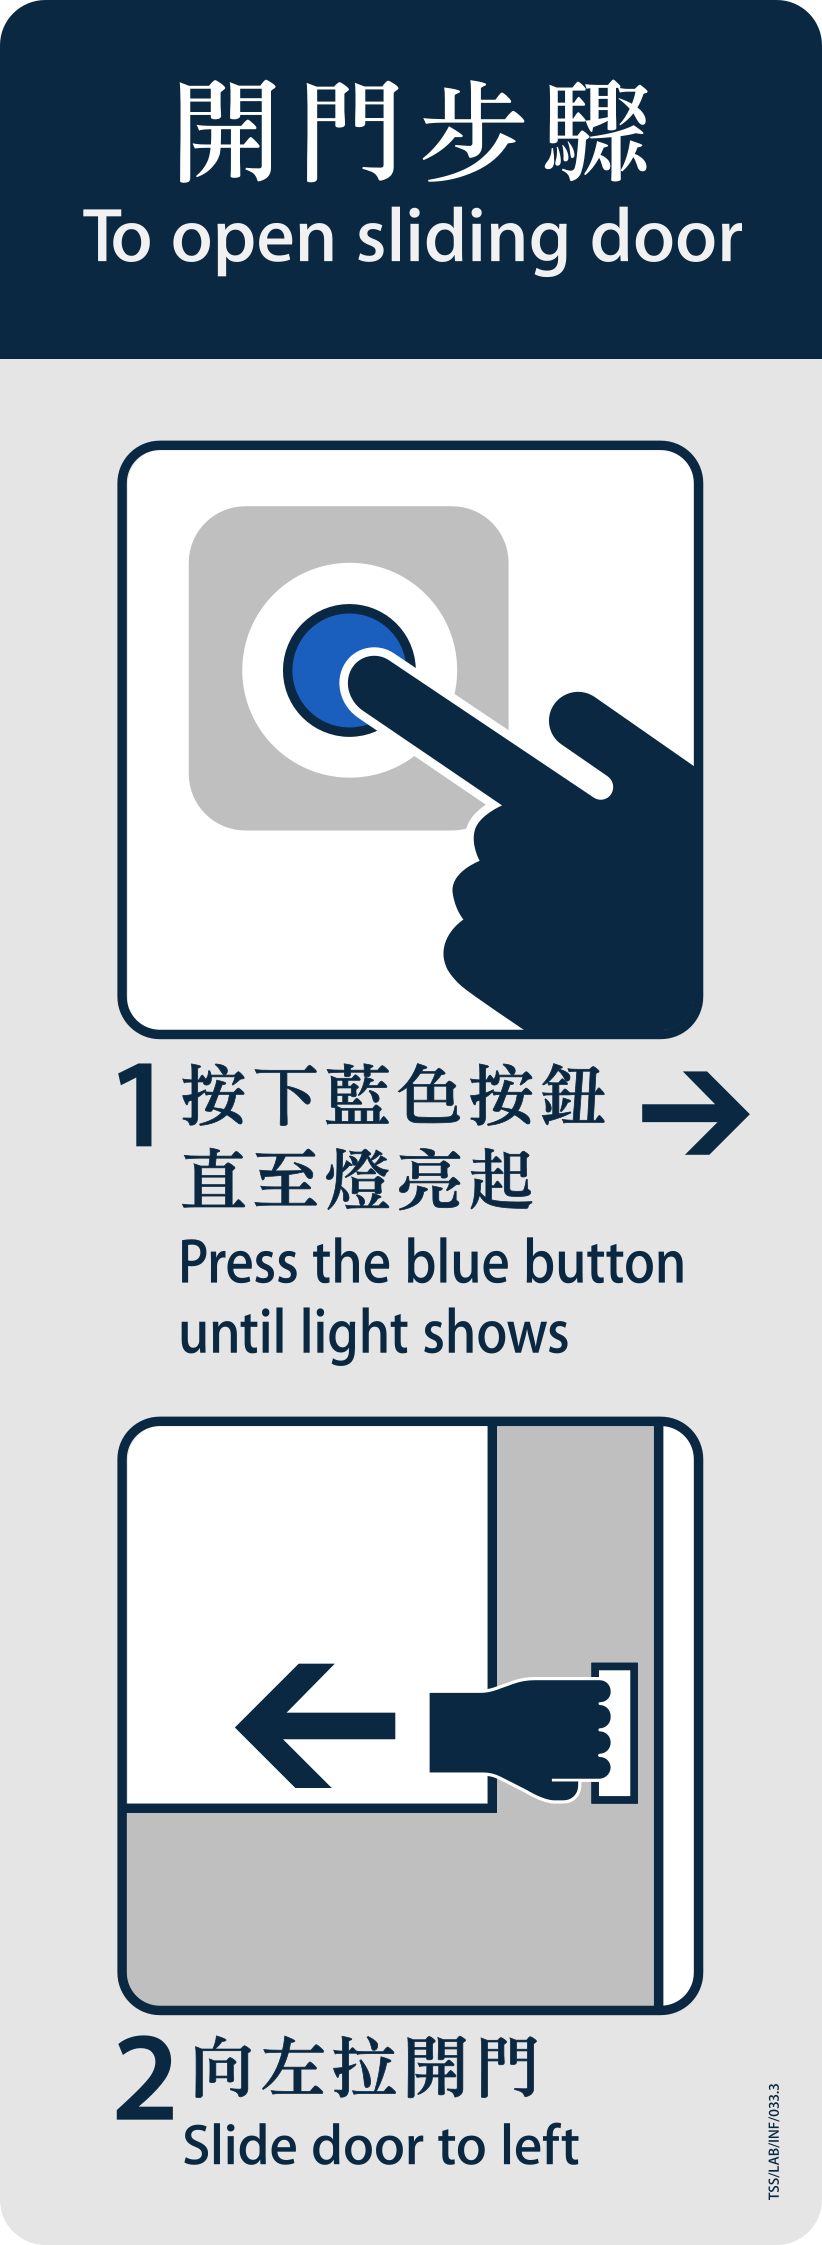 開門步驟
To open sliding door
1 按下藍色按鈕
直至燈亮起
Press the blue button
until light shows
2 向左拉開門
Slide door to left
TSS/LAB/INF/033.3